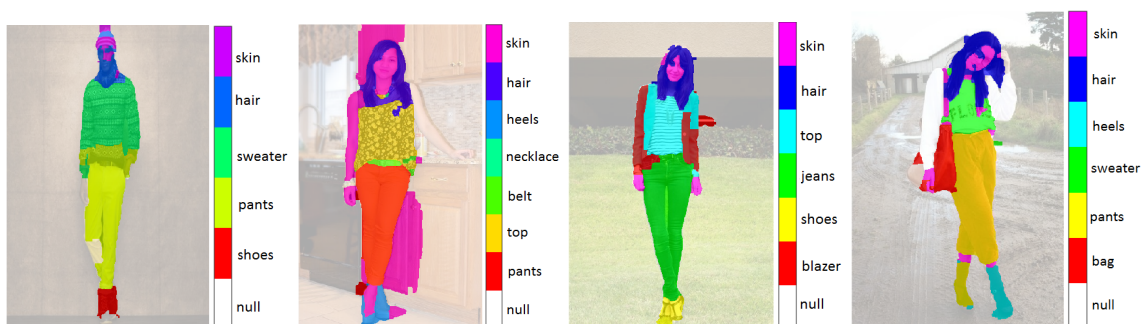 skin
hair
sweater
pants
shoes
null
skin
hair
heels
necklace
belt
top
pants
null
skin
hair
top
jeans
shoes
blazer
null
skin
hair
heels
sweater
pants
bag
null